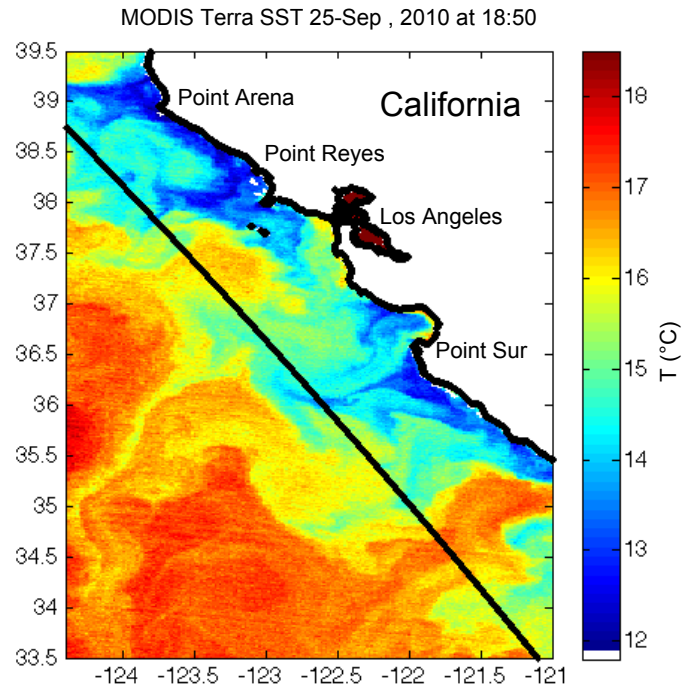 MODIS Terra SST 25-Sep , 2010 at 18:50
39.5
39
38.5
38
37.5
37
36.5
36
35.5
35
34.5
34
33.5
Point Arena
California
Point Reyes
Los Angeles
Point Sur
-124 -123.5 -123 -122.5 -122 -121.5 -121
18
17
16
15
14
13
12
T (°C)